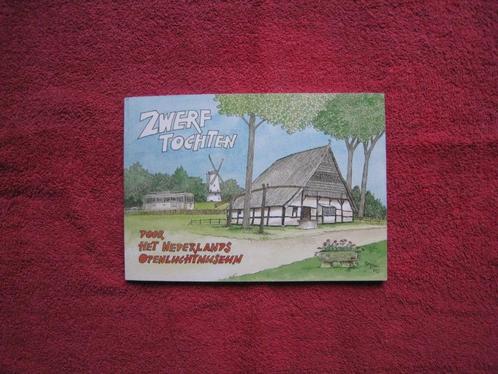 ZWERF
TOCHTEN
DOOR
HET NEDERLANDS
OPENLUCHTMUSEUM